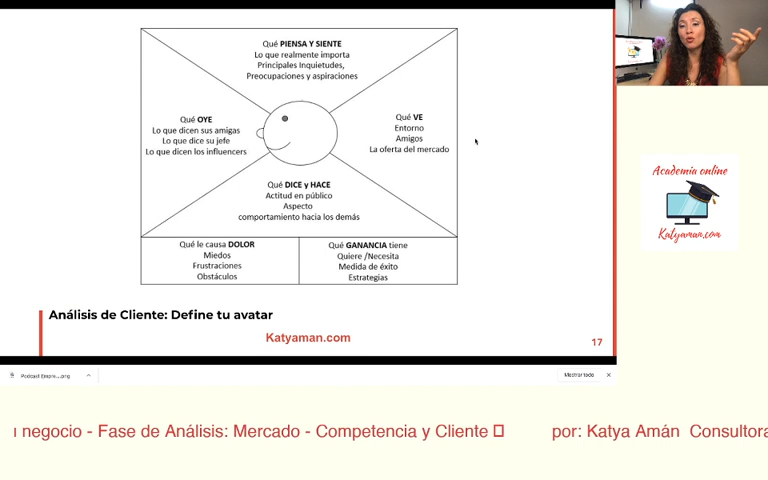 Qué PIENSA Y SIENTE
Lo que realmente importa
Principales Inquietudes,
Preocupaciones y aspiraciones
Qué OYE
Lo que dicen sus amigas
Lo que dice su jefe
Lo que dicen los influencers
Qué VE
Entorno
Amigos
La oferta del mercado
Qué DICE y HACE
Actitud en público
Aspecto
comportamiento hacia los demás
Qué le causa DOLOR
Miedos
Frustraciones
Obstáculos
Qué GANANCIA tiene
Quiere /Necesita
Medida de éxito
Estrategias
Análisis de Cliente: Define tu avatar
Katyaman.com
17
Academia online
Katyaman.com
Podcast Empre....png
Mostrar todo
negocio - Fase de Análisis: Mercado - Competencia y Cliente
por: Katya Amán Consultora